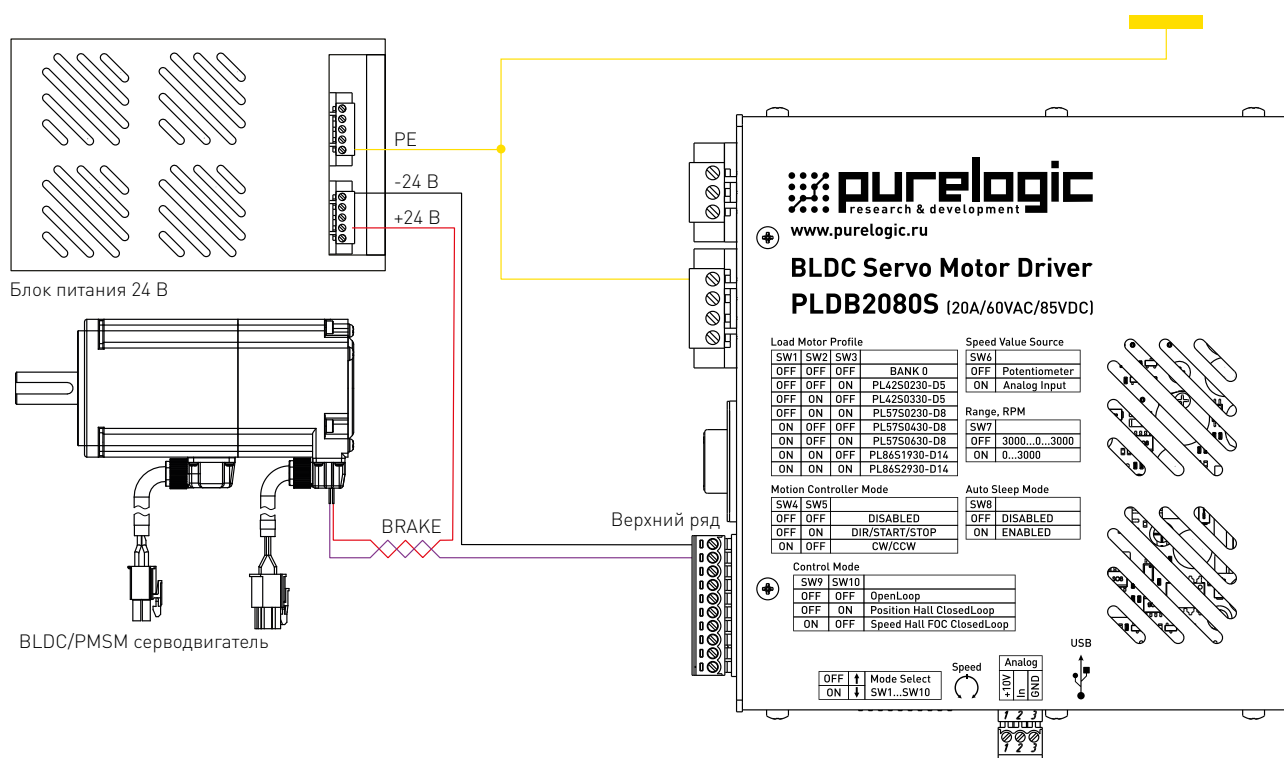 PE
-24 В
+24 В
Блок питания 24 В
BRAKE
Верхний ряд
BLDC/PMSM серводвигатель
purelogic
research & development
www.purelogic.ru
BLDC Servo Motor Driver
PLDB2080S (20A/60VAC/85VDC)
Load Motor Profile
SW1 SW2 SW3
OFF OFF OFF BANK 0
OFF OFF ON PL42S0230-D5
OFF ON OFF PL42S0330-D5
OFF ON ON PL57S0230-D8
ON OFF OFF PL57S0430-D8
ON OFF ON PL57S0630-D8
ON ON OFF PL86S1930-D14
ON ON ON PL86S2930-D14
Speed Value Source
SW6
OFF Potentiometer
ON Analog Input
Range, RPM
SW7
OFF 3000...0...3000
ON 0...3000
Motion Controller Mode
SW4 SW5
OFF OFF DISABLED
OFF ON DIR/START/STOP
ON OFF CW/CCW
Auto Sleep Mode
SW8
OFF DISABLED
ON ENABLED
Control Mode
SW9 SW10
OFF OFF OpenLoop
OFF ON Position Hall ClosedLoop
ON OFF Speed Hall FOC ClosedLoop
OFF ↑ Mode Select
ON ↓ SW1...SW10
Speed
Analog
+10V
In
GND
USB
1 2 3
1 2 3